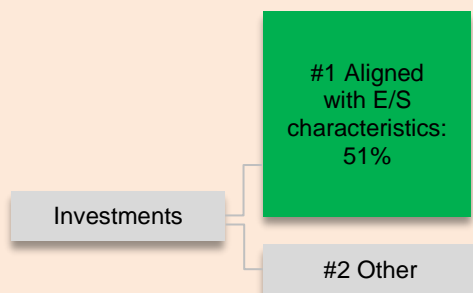 #1 Aligned
with E/S
characteristics:
51%
Investments
#2 Other